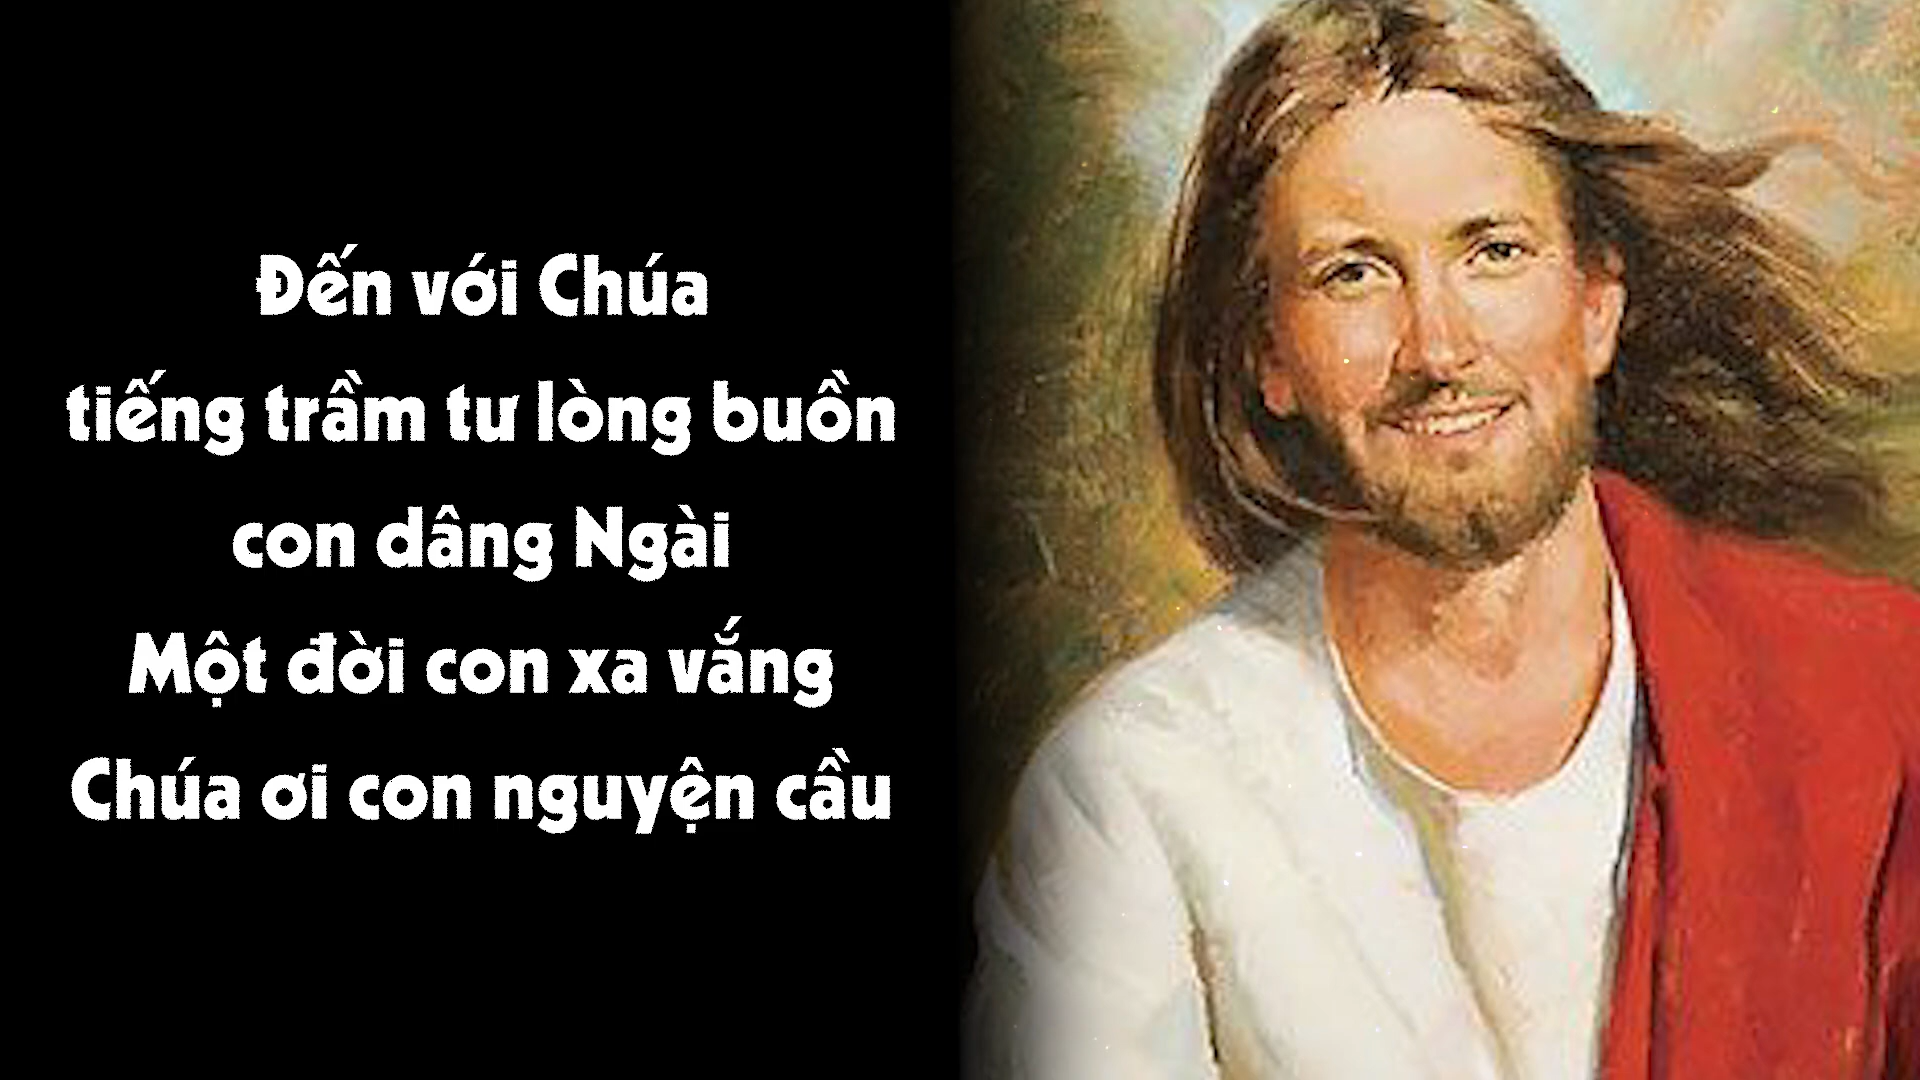 Đến với Chúa
tiếng trầm tư lòng buồn
con dâng Ngài
Một đời con xa vắng
Chúa ơi con nguyện cầu